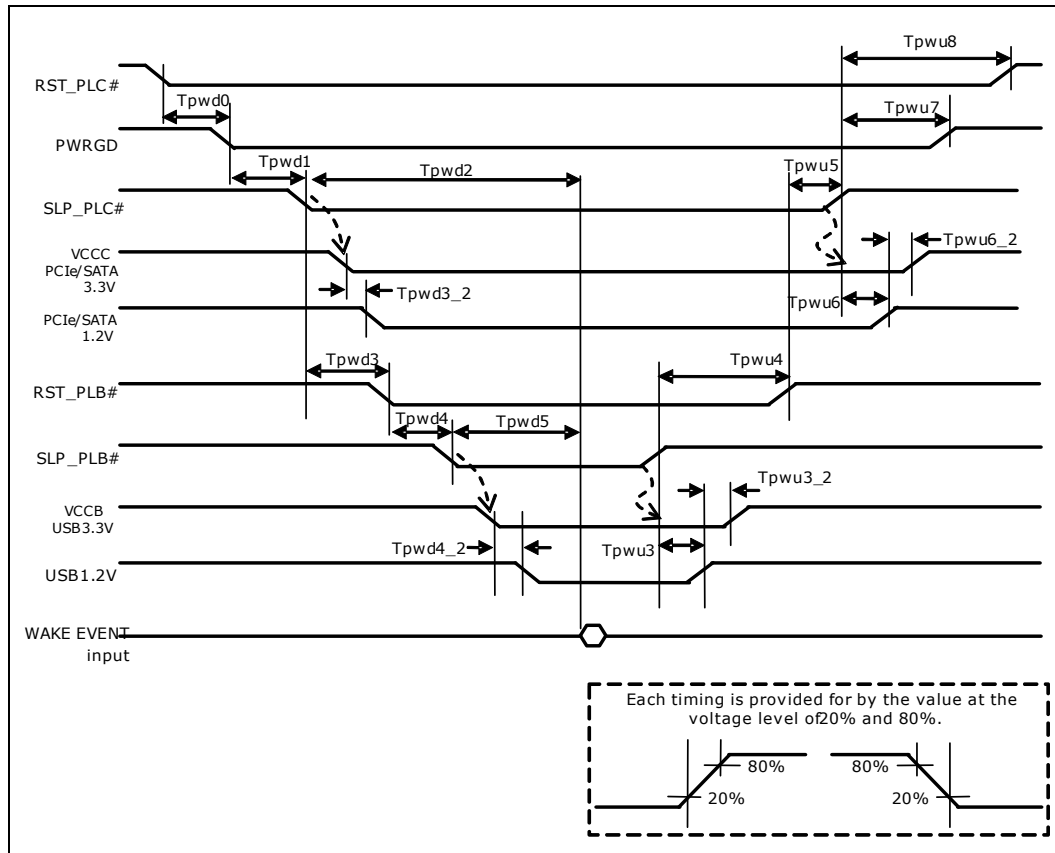 Tpwu8
RST_PLC#
Tpwd0
Tpwu7
PWRGD
Tpwd1
Tpwd2
Tpwu5
SLP_PLC#
VCCC
PCIe/SATA
3.3V
Tpwu6_2
Tpwd3_2
Tpwu6
PCIe/SATA
1.2V
Tpwd3
Tpwu4
RST_PLB#
Tpwd4
Tpwd5
SLP_PLB#
Tpwu3_2
VCCB
USB3.3V
Tpwd4_2
Tpwu3
USB1.2V
WAKE EVENT
input
Each timing is provided for by the value at the
voltage level of20% and 80%.
80%
80%
20%
20%